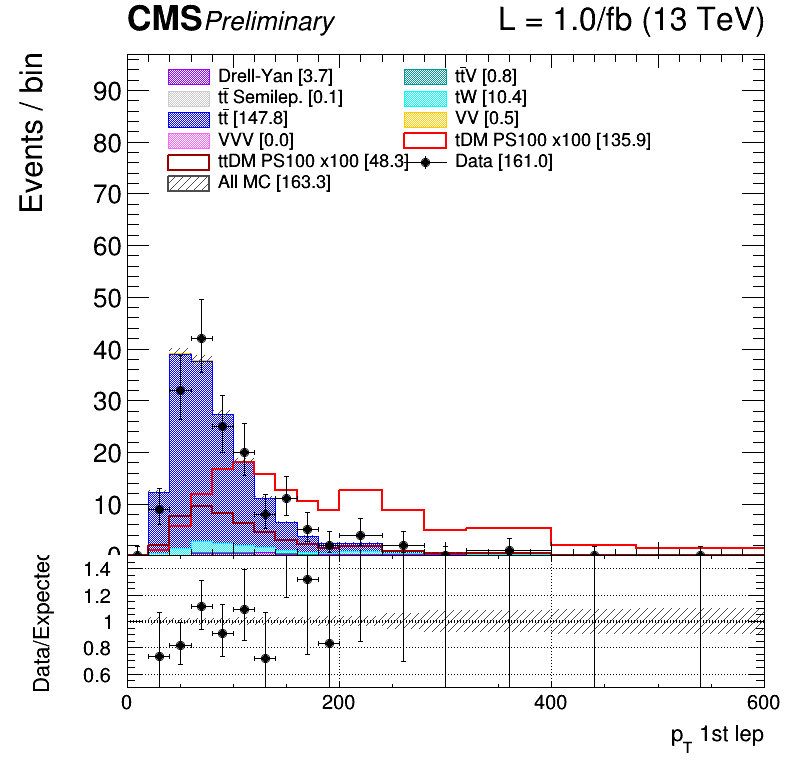 CMS Preliminary L = 1.0/fb (13 TeV)
Events / bin
Drell-Yan [3.7]
tt̄V [0.8]
tt̄ Semilep. [0.1]
tW [10.4]
tt̄ [147.8]
VV [0.5]
VVV [0.0]
tDM PS100 x100 [135.9]
ttDM PS100 x100 [48.3]
Data [161.0]
All MC [163.3]
90
80
70
60
50
40
30
20
10
0
Data/Expected
1.4
1.2
1
0.8
0.6
0 200 400 600
p_T 1st lep